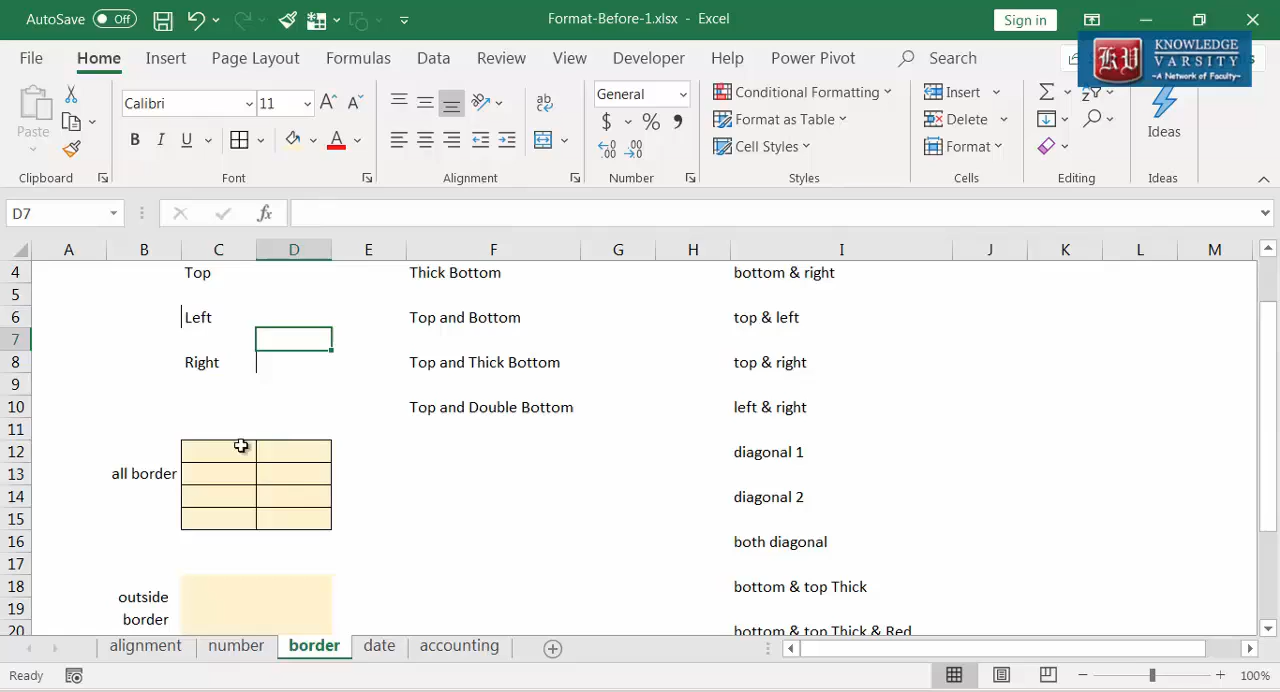 AutoSave Off
Format-Before-1.xlsx - Excel
Sign in
File Home Insert Page Layout Formulas Data Review View Developer Help Power Pivot Search
KNOWLEDGE
VARSITY
-A Network of Faculty-
KV
Paste
Calibri 11
General
Conditional Formatting
Format as Table
Cell Styles
Insert
Delete
Format
Ideas
B I U
$ % 9
Clipboard Font Alignment Number Styles Cells Editing Ideas
D7 fx
A B C D E F G H I J K L M
4 Top Thick Bottom bottom & right
5
6 Left Top and Bottom top & left
7
8 Right Top and Thick Bottom top & right
9
10 Top and Double Bottom left & right
11
12 diagonal 1
13 all border
14 diagonal 2
15
16 both diagonal
17
18 outside bottom & top Thick
19 border
20 bottom & top Thick & Red
alignment number border date accounting
Ready 100%